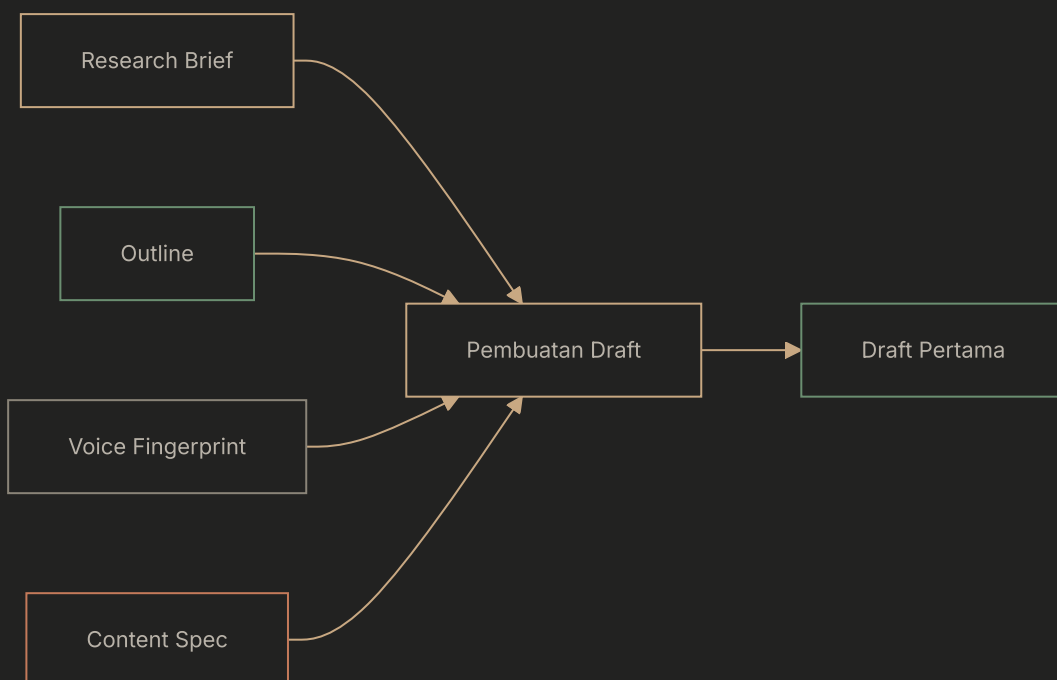 Research Brief
Outline
Pembuatan Draft
Draft Pertama
Voice Fingerprint
Content Spec